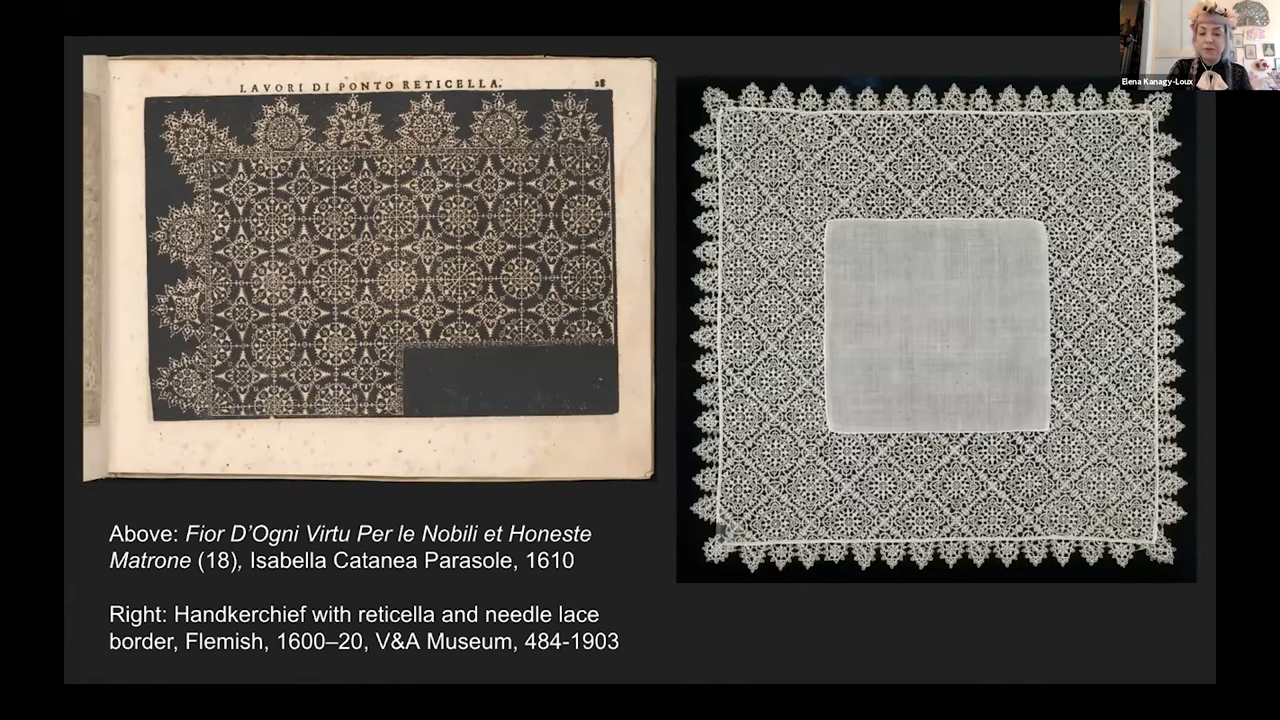 Elena Kanagy-Loux
LAVORI DI PONTO RETICELLA.
18
Above: Fior D’Ogni Virtu Per le Nobili et Honeste
Matrone (18), Isabella Catanea Parasole, 1610
Right: Handkerchief with reticella and needle lace
border, Flemish, 1600–20, V&A Museum, 484-1903